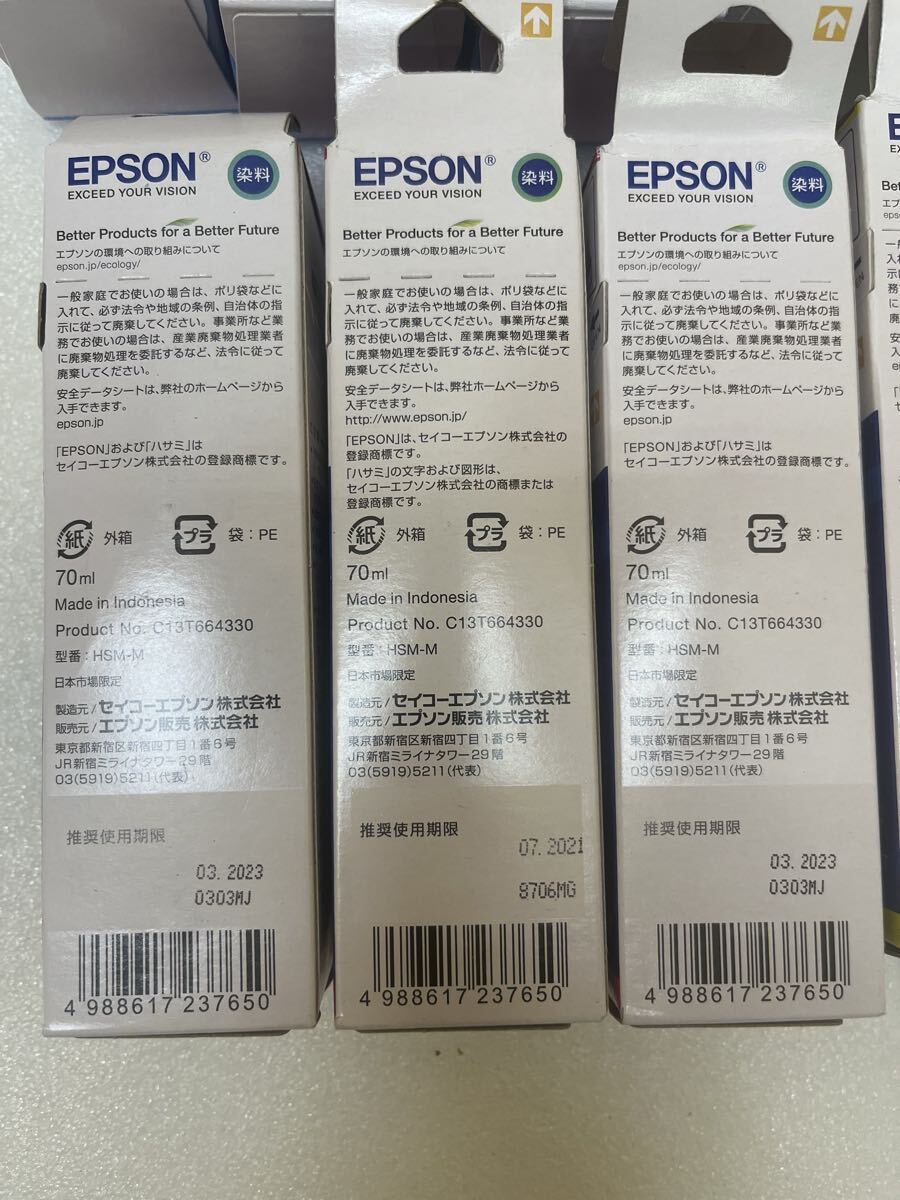 EPSON®
染料
EXCEED YOUR VISION
Better Products for a Better Future
エプソンの環境への取り組みについて
epson.jp/ecology/
一般家庭でお使いの場合は、ポリ袋などに
入れて、必ず法令や地域の条例、自治体の指
示に従って廃棄してください。事業所など業
務でお使いの場合は、産業廃棄物処理業者
に廃棄物処理を委託するなど、法令に従って
廃棄してください。
安全データシートは、弊社のホームページから
入手できます。
epson.jp
「EPSON」および「ハサミ」は
セイコーエプソン株式会社の登録商標です。
紙 外箱 プラ 袋：PE
70ml
Made in Indonesia
Product No. C13T664330
型番：HSM-M
日本市場限定
製造元/セイコーエプソン株式会社
販売元/エプソン販売株式会社
東京都新宿区新宿四丁目1番6号
JR新宿ミライナタワー29階
03(5919)5211(代表)
推奨使用期限
03. 2023
0303MJ
4 988617 237650
EPSON®
染料
EXCEED YOUR VISION
Better Products for a Better Future
エプソンの環境への取り組みについて
一般家庭でお使いの場合は、ポリ袋などに
入れて、必ず法令や地域の条例、自治体の指
示に従って廃棄してください。事業所など業
務でお使いの場合は、産業廃棄物処理業者
に廃棄物処理を委託するなど、法令に従って
廃棄してください。
安全データシートは、弊社のホームページから
入手できます。
http://www.epson.jp/
「EPSON」は、セイコーエプソン株式会社の
登録商標です。
「ハサミ」の文字および図形は、
セイコーエプソン株式会社の商標または
登録商標です。
紙 外箱 プラ 袋：PE
70ml
Made in Indonesia
Product No. C13T664330
型番：HSM-M
日本市場限定
製造元/セイコーエプソン株式会社
販売元/エプソン販売株式会社
東京都新宿区新宿四丁目1番6号
JR新宿ミライナタワー29階
03(5919)5211(代表)
推奨使用期限
07. 2021
8706MG
4 988617 237650
EPSON®
染料
EXCEED YOUR VISION
Better Products for a Better Future
エプソンの環境への取り組みについて
epson.jp/ecology/
一般家庭でお使いの場合は、ポリ袋などに
入れて、必ず法令や地域の条例、自治体の指
示に従って廃棄してください。事業所など業
務でお使いの場合は、産業廃棄物処理業者
に廃棄物処理を委託するなど、法令に従って
廃棄してください。
安全データシートは、弊社のホームページから
入手できます。
epson.jp
「EPSON」および「ハサミ」は
セイコーエプソン株式会社の登録商標です。
紙 外箱 プラ 袋：PE
70ml
Made in Indonesia
Product No. C13T664330
型番：HSM-M
日本市場限定
製造元/セイコーエプソン株式会社
販売元/エプソン販売株式会社
東京都新宿区新宿四丁目1番6号
JR新宿ミライナタワー29階
03(5919)5211(代表)
推奨使用期限
03. 2023
0303MJ
4 988617 237650